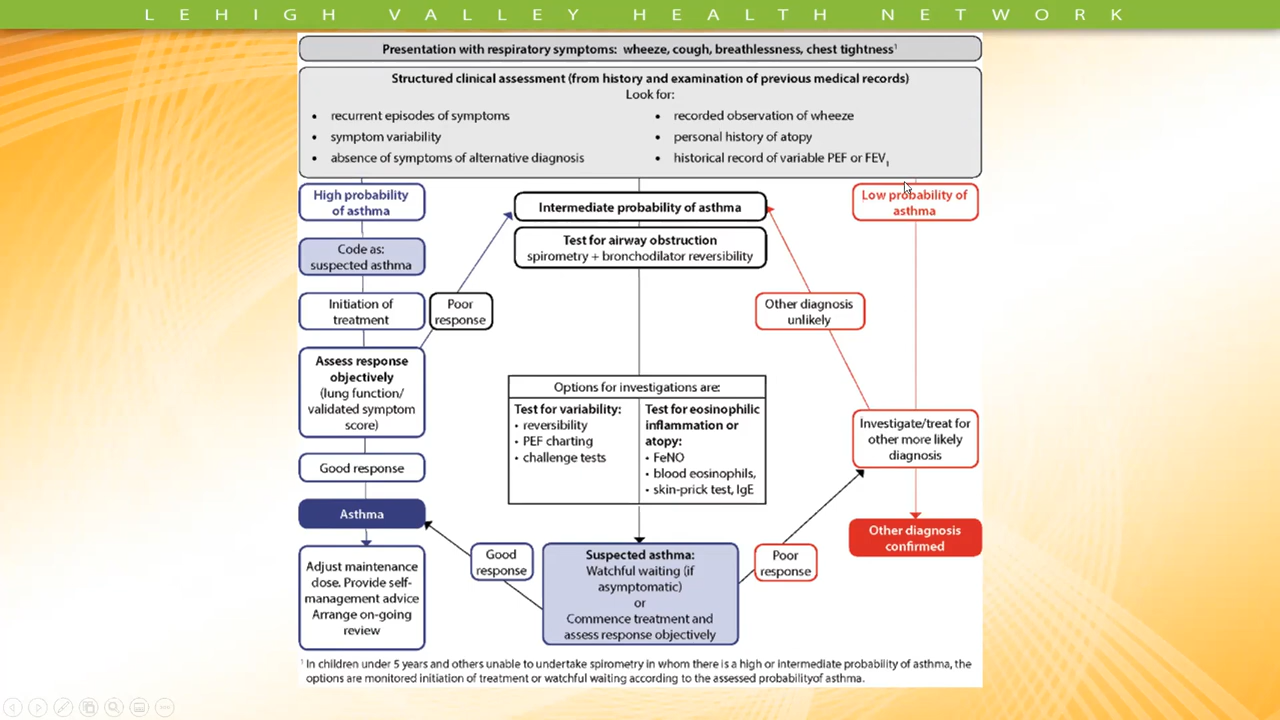 LEHIGH VALLEY HEALTH NETWORK
Presentation with respiratory symptoms: wheeze, cough, breathlessness, chest tightness¹
Structured clinical assessment (from history and examination of previous medical records)
Look for:
• recurrent episodes of symptoms
• symptom variability
• absence of symptoms of alternative diagnosis
• recorded observation of wheeze
• personal history of atopy
• historical record of variable PEF or FEV₁
High probability
of asthma
Code as:
suspected asthma
Initiation of
treatment
Assess response
objectively
(lung function/
validated symptom
score)
Good response
Asthma
Adjust maintenance
dose. Provide self-
management advice
Arrange on-going
review
Poor
response
Intermediate probability of asthma
Test for airway obstruction
spirometry + bronchodilator reversibility
Options for investigations are:
Test for variability:
• reversibility
• PEF charting
• challenge tests
Test for eosinophilic
inflammation or
atopy:
• FeNO
• blood eosinophils,
• skin-prick test, IgE
Good
response
Suspected asthma:
Watchful waiting (if
asymptomatic)
or
Commence treatment and
assess response objectively
Poor
response
Low probability of
asthma
Other diagnosis
unlikely
Investigate/treat for
other more likely
diagnosis
Other diagnosis
confirmed
¹ In children under 5 years and others unable to undertake spirometry in whom there is a high or intermediate probability of asthma, the
options are monitored initiation of treatment or watchful waiting according to the assessed probabilityof asthma.